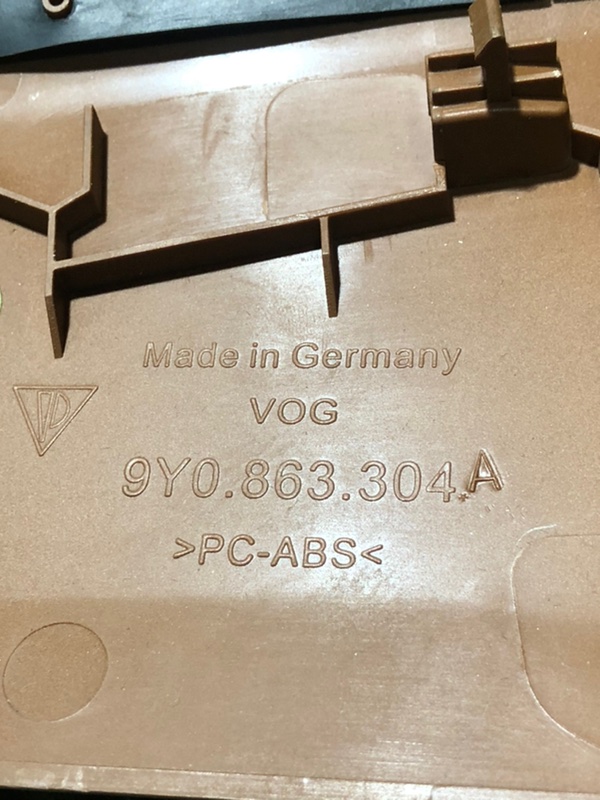 Made in Germany
VOG
9Y0.863.304.A
>PC-ABS<